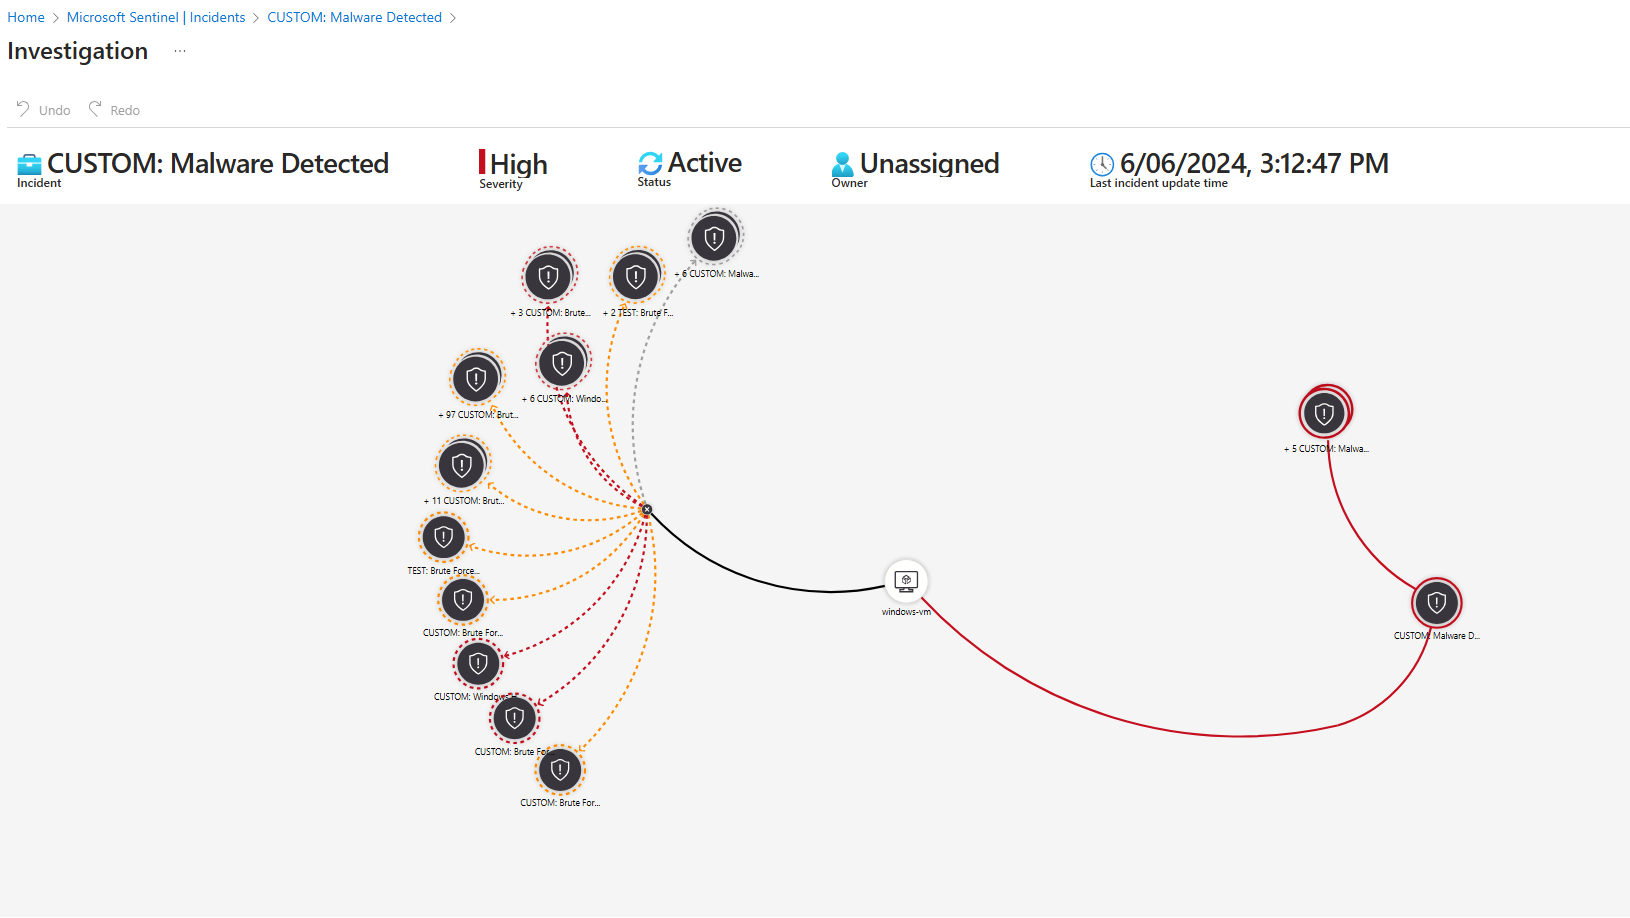 Home > Microsoft Sentinel | Incidents > CUSTOM: Malware Detected >
Investigation ...
Undo Redo
CUSTOM: Malware Detected
Incident
High
Severity
Active
Status
Unassigned
Owner
6/06/2024, 3:12:47 PM
Last incident update time
+ 6 CUSTOM: Malwa...
+ 3 CUSTOM: Brute...
+ 2 TEST: Brute F...
+ 6 CUSTOM: Windo...
+ 97 CUSTOM: Brut...
+ 5 CUSTOM: Malwa...
+ 11 CUSTOM: Brut...
TEST: Brute Force...
windows-vm
CUSTOM: Brute For...
CUSTOM: Malware D...
CUSTOM: Windows
CUSTOM: Brute For...
CUSTOM: Brute For...